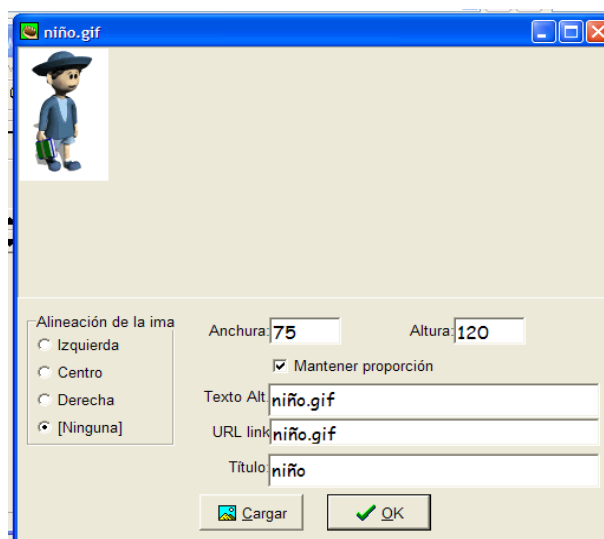 niño.gif
Alineación de la ima
Izquierda
Centro
Derecha
[Ninguna]
Anchura: 75 Altura: 120
Mantener proporción
Texto Alt. niño.gif
URL link niño.gif
Título: niño
Cargar OK